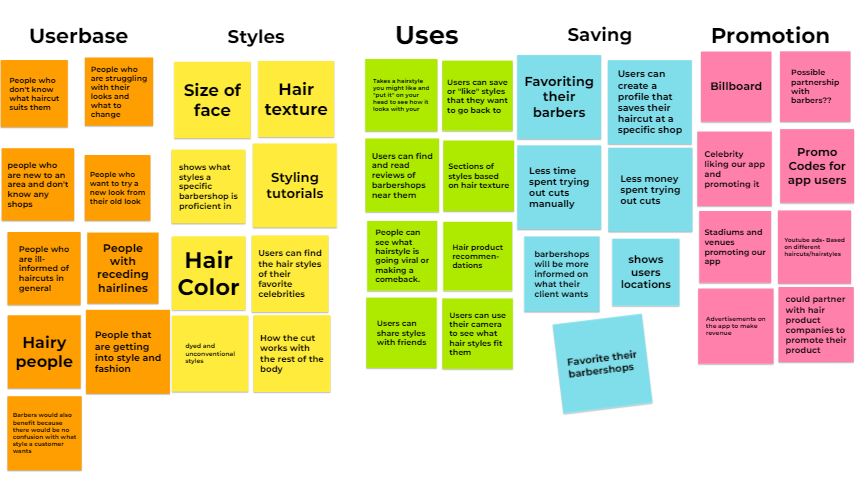 Userbase
People who
don't know
what haircut
suits them
People who
are struggling
with their
looks and
what to
change
people who
are new to an
area and don't
know any
shops
People who
want to try a
new look from
their old look
People who
are ill-
informed of
haircuts in
general
People
with
receding
hairlines
Hairy
people
People that
are getting
into style and
fashion
Barbers would also
benefit because
there would be no
confusion with what
style a customer
wants
Styles
Size of
face
Hair
texture
shows what
styles a
specific
barbershop is
proficient in
Styling
tutorials
Hair
Color
Users can find
the hair styles
of their
favorite
celebrities
dyed and
unconventional
styles
How the cut
works with
the rest of the
body
Uses
Takes a hairstyle
you might like and
"put it" on your
head to see how it
looks with your
Users can save
or "like" styles
that they want
to go back to
Users can find
and read
reviews of
barbershops
near them
Sections of
styles based
on hair texture
People can
see what
hairstyle is
going viral or
making a
comeback.
Hair product
recommen-
dations
Users can
share styles
with friends
Users can use
their camera
to see what
hair styles fit
them
Saving
Favoriting
their
barbers
Users can
create a
profile that
saves their
haircut at a
specific shop
Less time
spent trying
out cuts
manually
Less money
spent trying
out cuts
barbershops
will be more
informed on
what their
client wants
shows
users
locations
Favorite their
barbershops
Promotion
Billboard
Possible
partnership
with
barbers??
Celebrity
liking our app
and
promoting it
Promo
Codes for
app users
Stadiums and
venues
promoting our
app
Youtube ads- Based
on different
haircuts/hairstyles
Advertisements on
the app to make
revenue
could partner
with hair
product
companies to
promote their
product